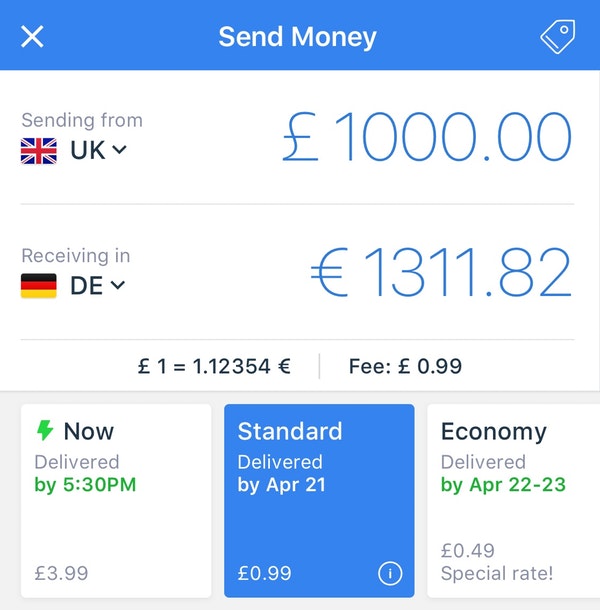 Send Money
Sending from
UK
£ 1000.00
Receiving in
DE
€ 1311.82
£ 1 = 1.12354 €
Fee: £ 0.99
Now
Delivered
by 5:30PM
£3.99
Standard
Delivered
by Apr 21
£0.99
Economy
Delivered
by Apr 22-23
£0.49
Special rate!